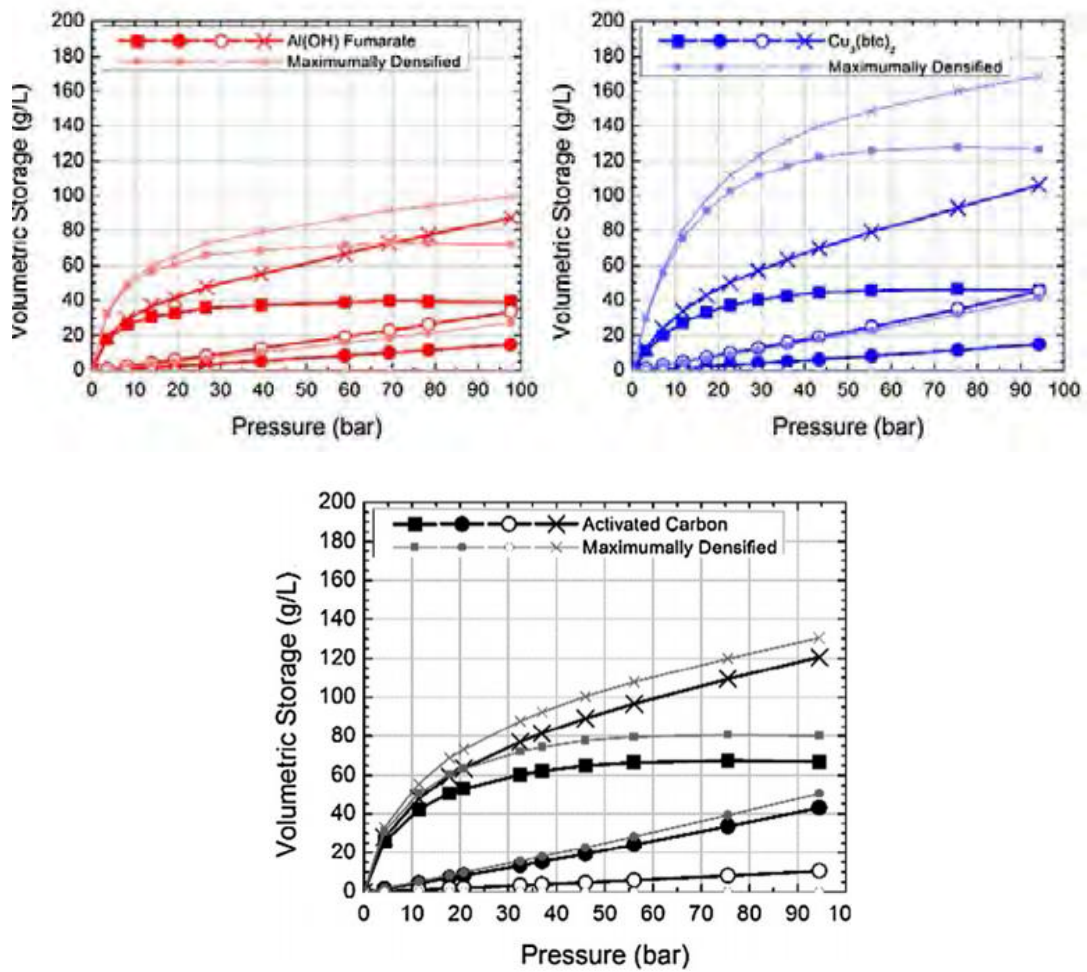 Al(OH) Fumarate
Maximumally Densified
Volumetric Storage (g/L)
200
180
160
140
120
100
80
60
40
20
0
0 10 20 30 40 50 60 70 80 90 100
Pressure (bar)
Cu3(btc)2
Maximumally Densified
Volumetric Storage (g/L)
200
180
160
140
120
100
80
60
40
20
0
0 10 20 30 40 50 60 70 80 90 100
Pressure (bar)
Activated Carbon
Maximumally Densified
Volumetric Storage (g/L)
200
180
160
140
120
100
80
60
40
20
0
0 10 20 30 40 50 60 70 80 90 10
Pressure (bar)